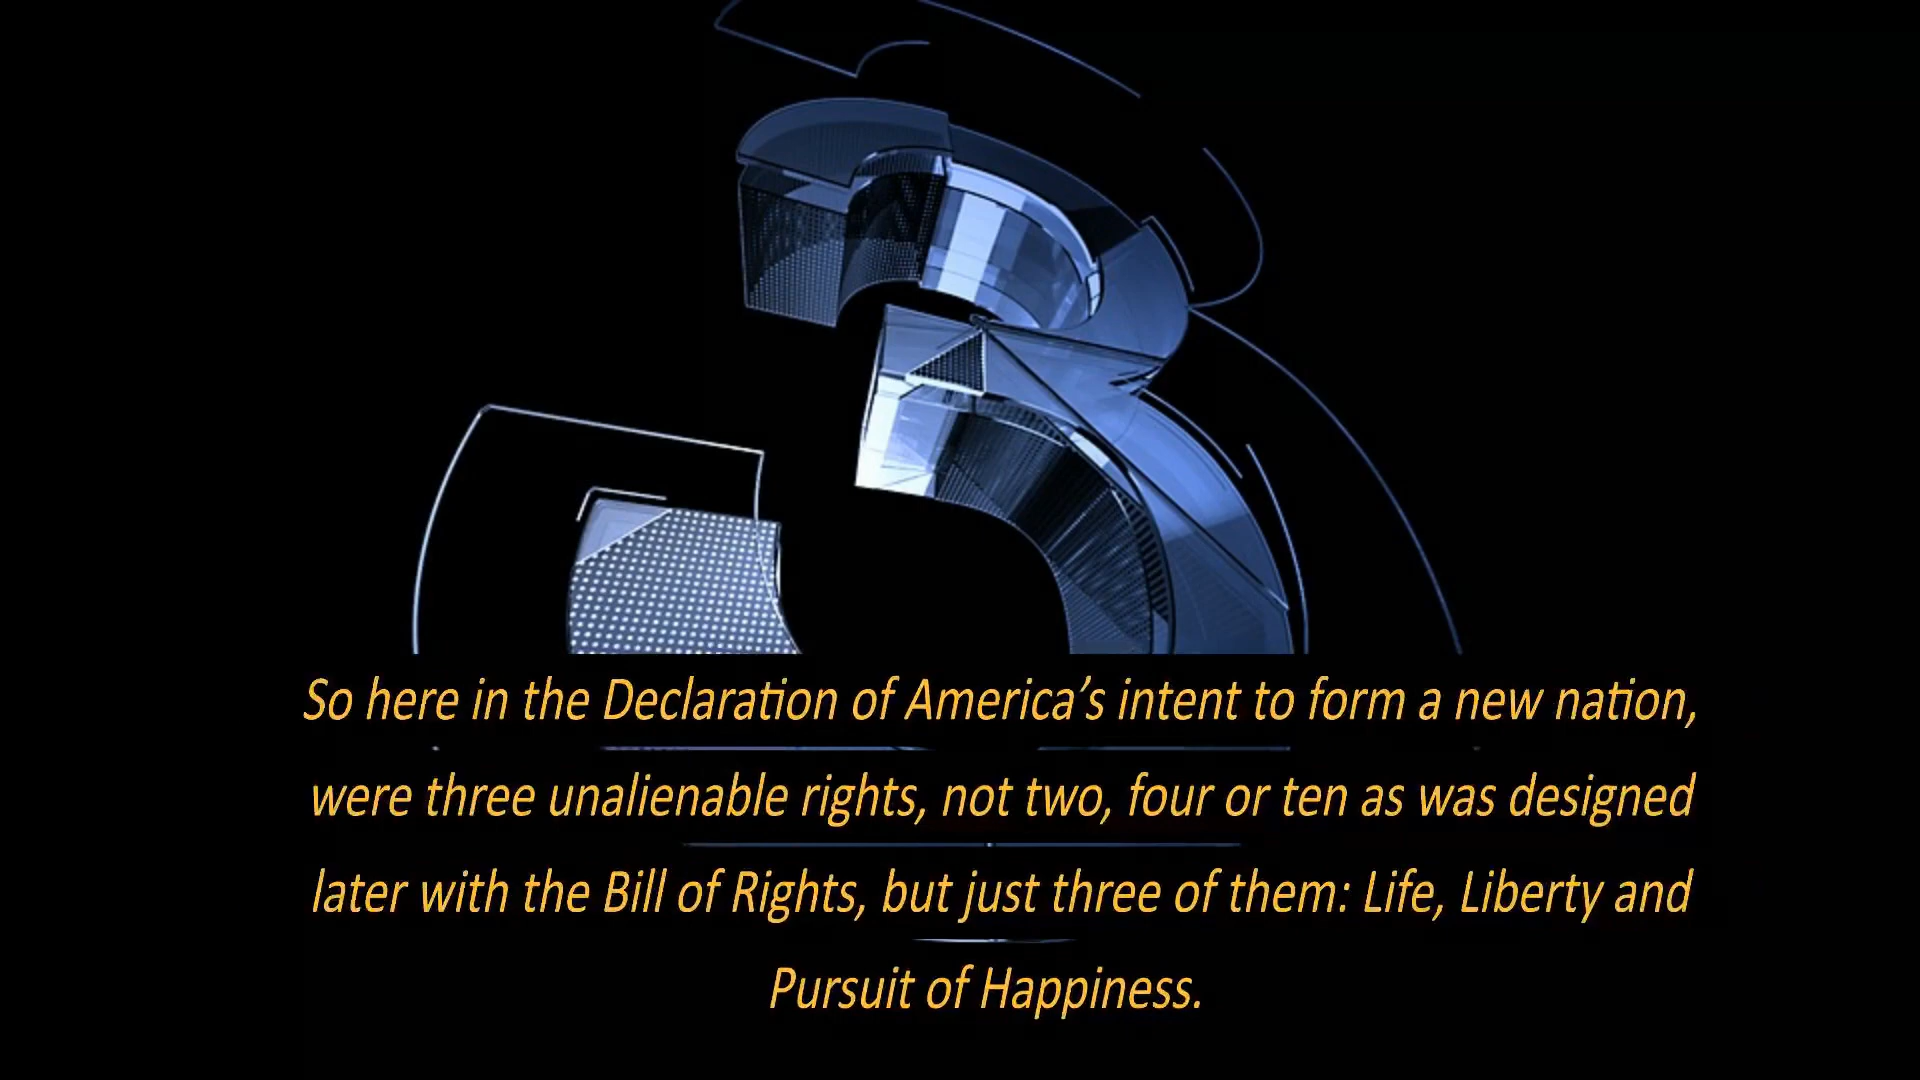 3
So here in the Declaration of America’s intent to form a new nation,
were three unalienable rights, not two, four or ten as was designed
later with the Bill of Rights, but just three of them: Life, Liberty and
Pursuit of Happiness.